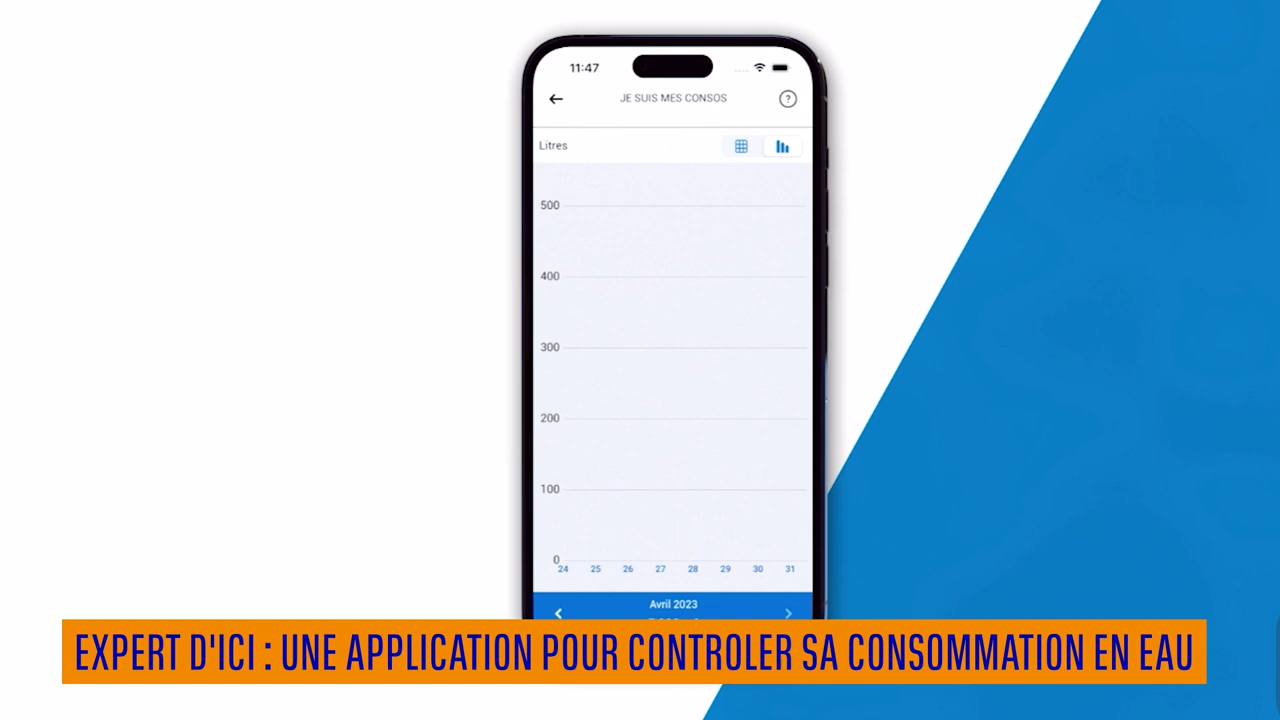 11:47
JE SUIS MES CONSOS
?
Litres
500
400
300
200
100
0
24 25 26 27 28 29 30 31
Avril 2023
EXPERT D'ICI : UNE APPLICATION POUR CONTROLER SA CONSOMMATION EN EAU